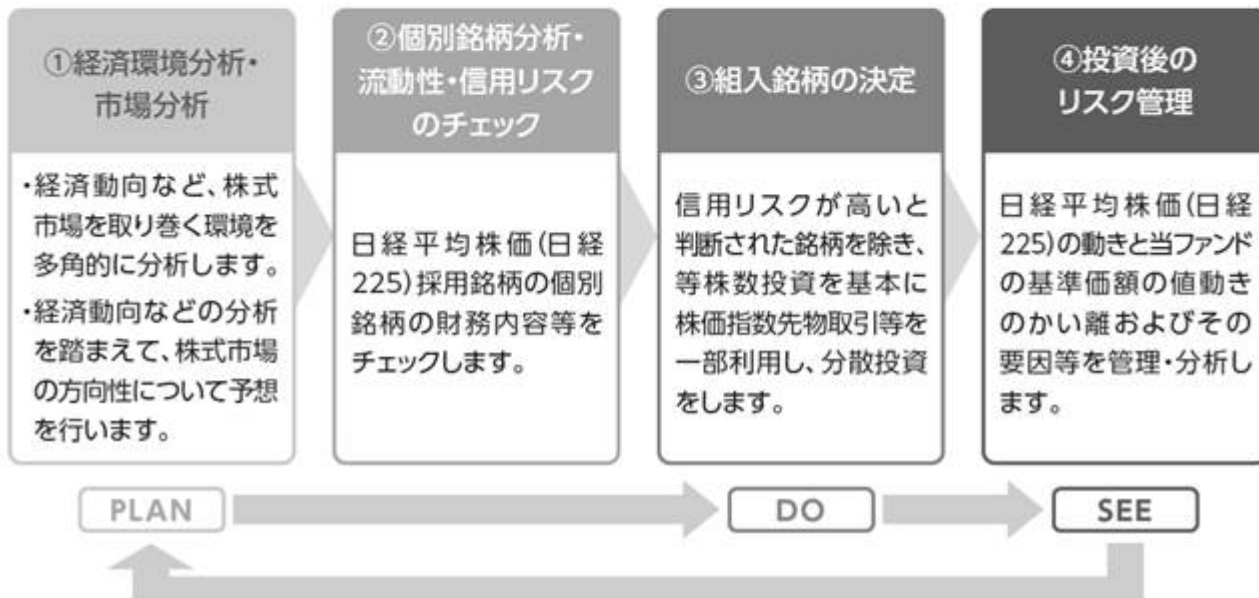 ①経済環境分析・
市場分析
・経済動向など、株式
市場を取り巻く環境を
多角的に分析します。
・経済動向などの分析
を踏まえて、株式市場
の方向性について予想
を行います。
②個別銘柄分析・
流動性・信用リスク
のチェック
日経平均株価(日経
225)採用銘柄の個別
銘柄の財務内容等を
チェックします。
③組入銘柄の決定
信用リスクが高いと
判断された銘柄を除き、
等株数投資を基本に
株価指数先物取引等を
一部利用し、分散投資
をします。
④投資後の
リスク管理
日経平均株価(日経
225)の動きと当ファンド
の基準価額の値動き
のかい離およびその
要因等を管理・分析し
ます。
PLAN
DO
SEE